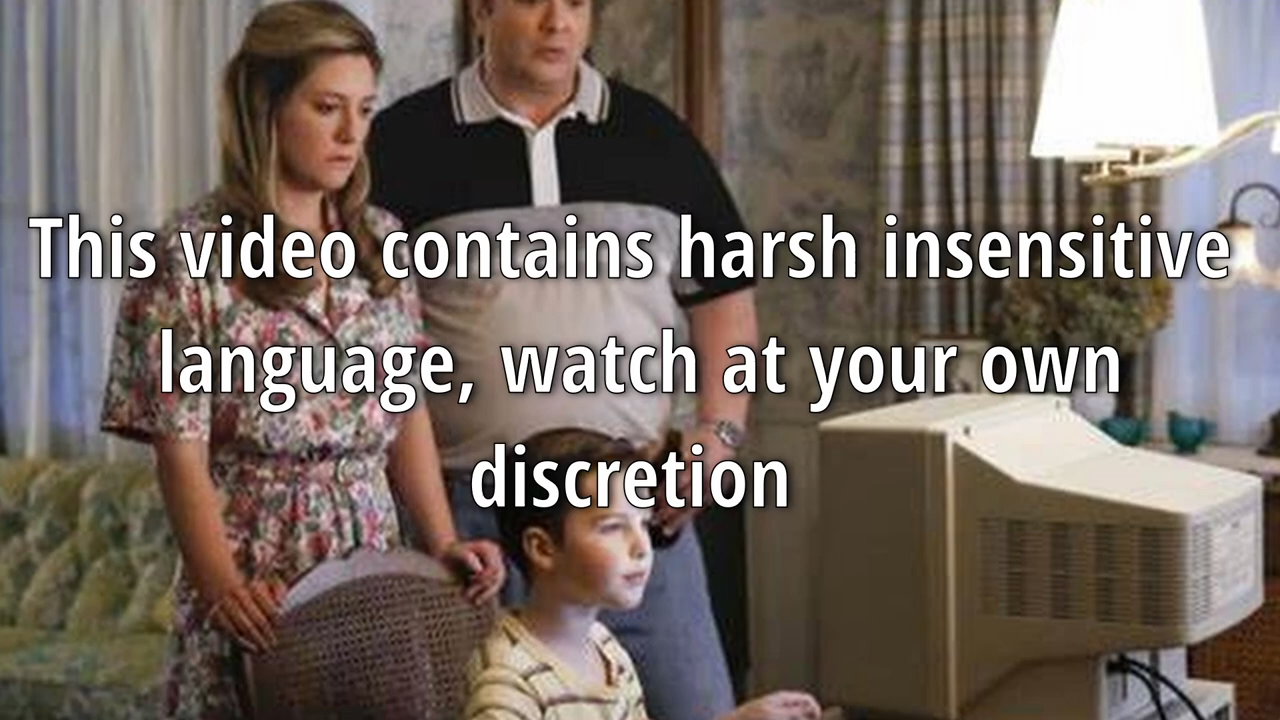 This video contains harsh insensitive
language, watch at your own
discretion